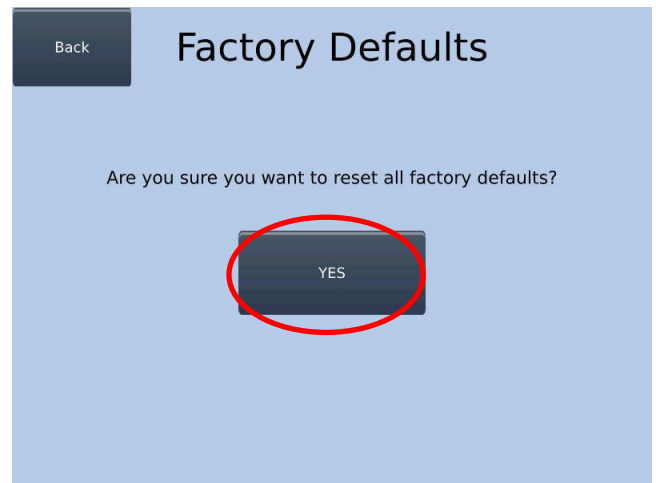 Back
Factory Defaults
Are you sure you want to reset all factory defaults?
YES